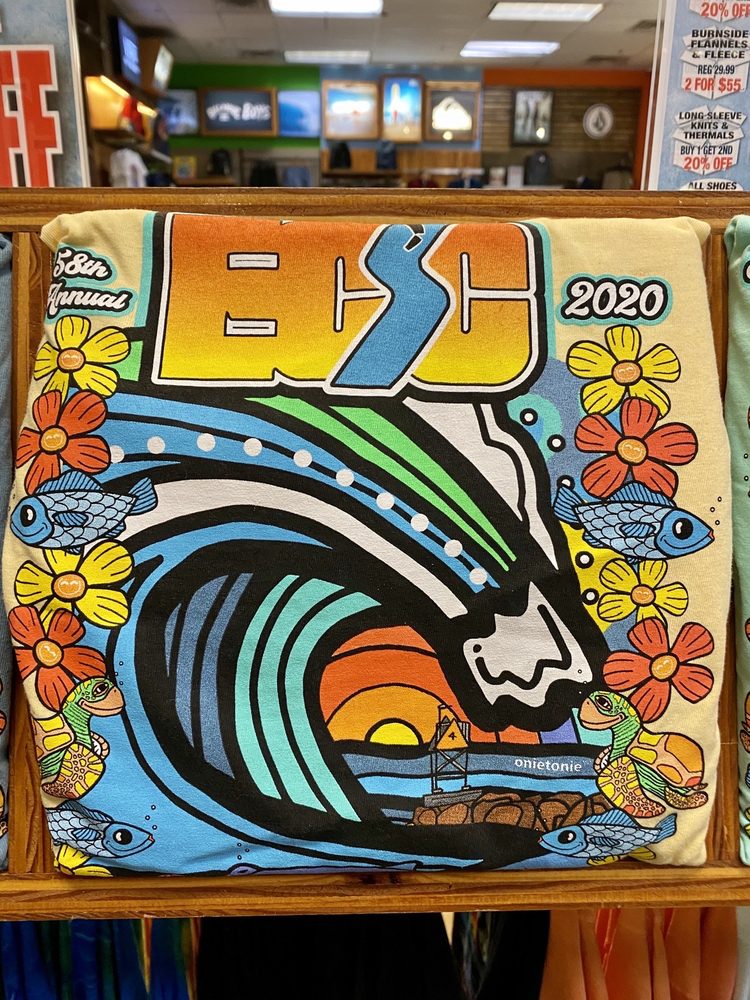 20% OFF
BURNSIDE
FLANNELS
& FLEECE
REG 29.99
2 FOR $55
LONG SLEEVE
KNITS &
THERMALS
BUY 1 GET 2ND
20% OFF
ALL SHOES
58th
Annual
2020
4
onietonie